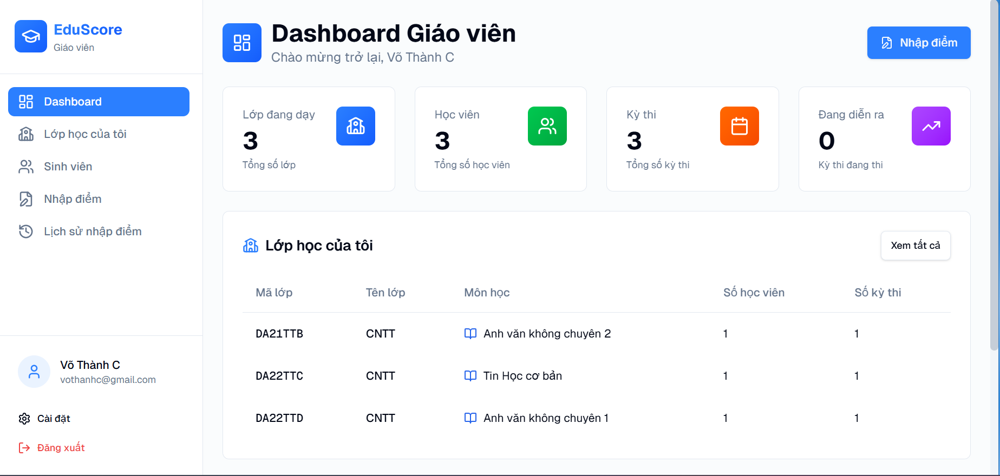 EduScore
Giáo viên
Dashboard
Lớp học của tôi
Sinh viên
Nhập điểm
Lịch sử nhập điểm
Võ Thành C
vothanhc@gmail.com
Cài đặt
Đăng xuất
Dashboard Giáo viên
Chào mừng trở lại, Võ Thành C
Nhập điểm
Lớp đang dạy
3
Tổng số lớp
Học viên
3
Tổng số học viên
Kỳ thi
3
Tổng số kỳ thi
Đang diễn ra
0
Kỳ thi đang thi
Lớp học của tôi
Xem tất cả
Mã lớp Tên lớp Môn học Số học viên Số kỳ thi
DA21TTB CNTT Anh văn không chuyên 2 1 1
DA22TTC CNTT Tin Học cơ bản 1 1
DA22TTD CNTT Anh văn không chuyên 1 1 1